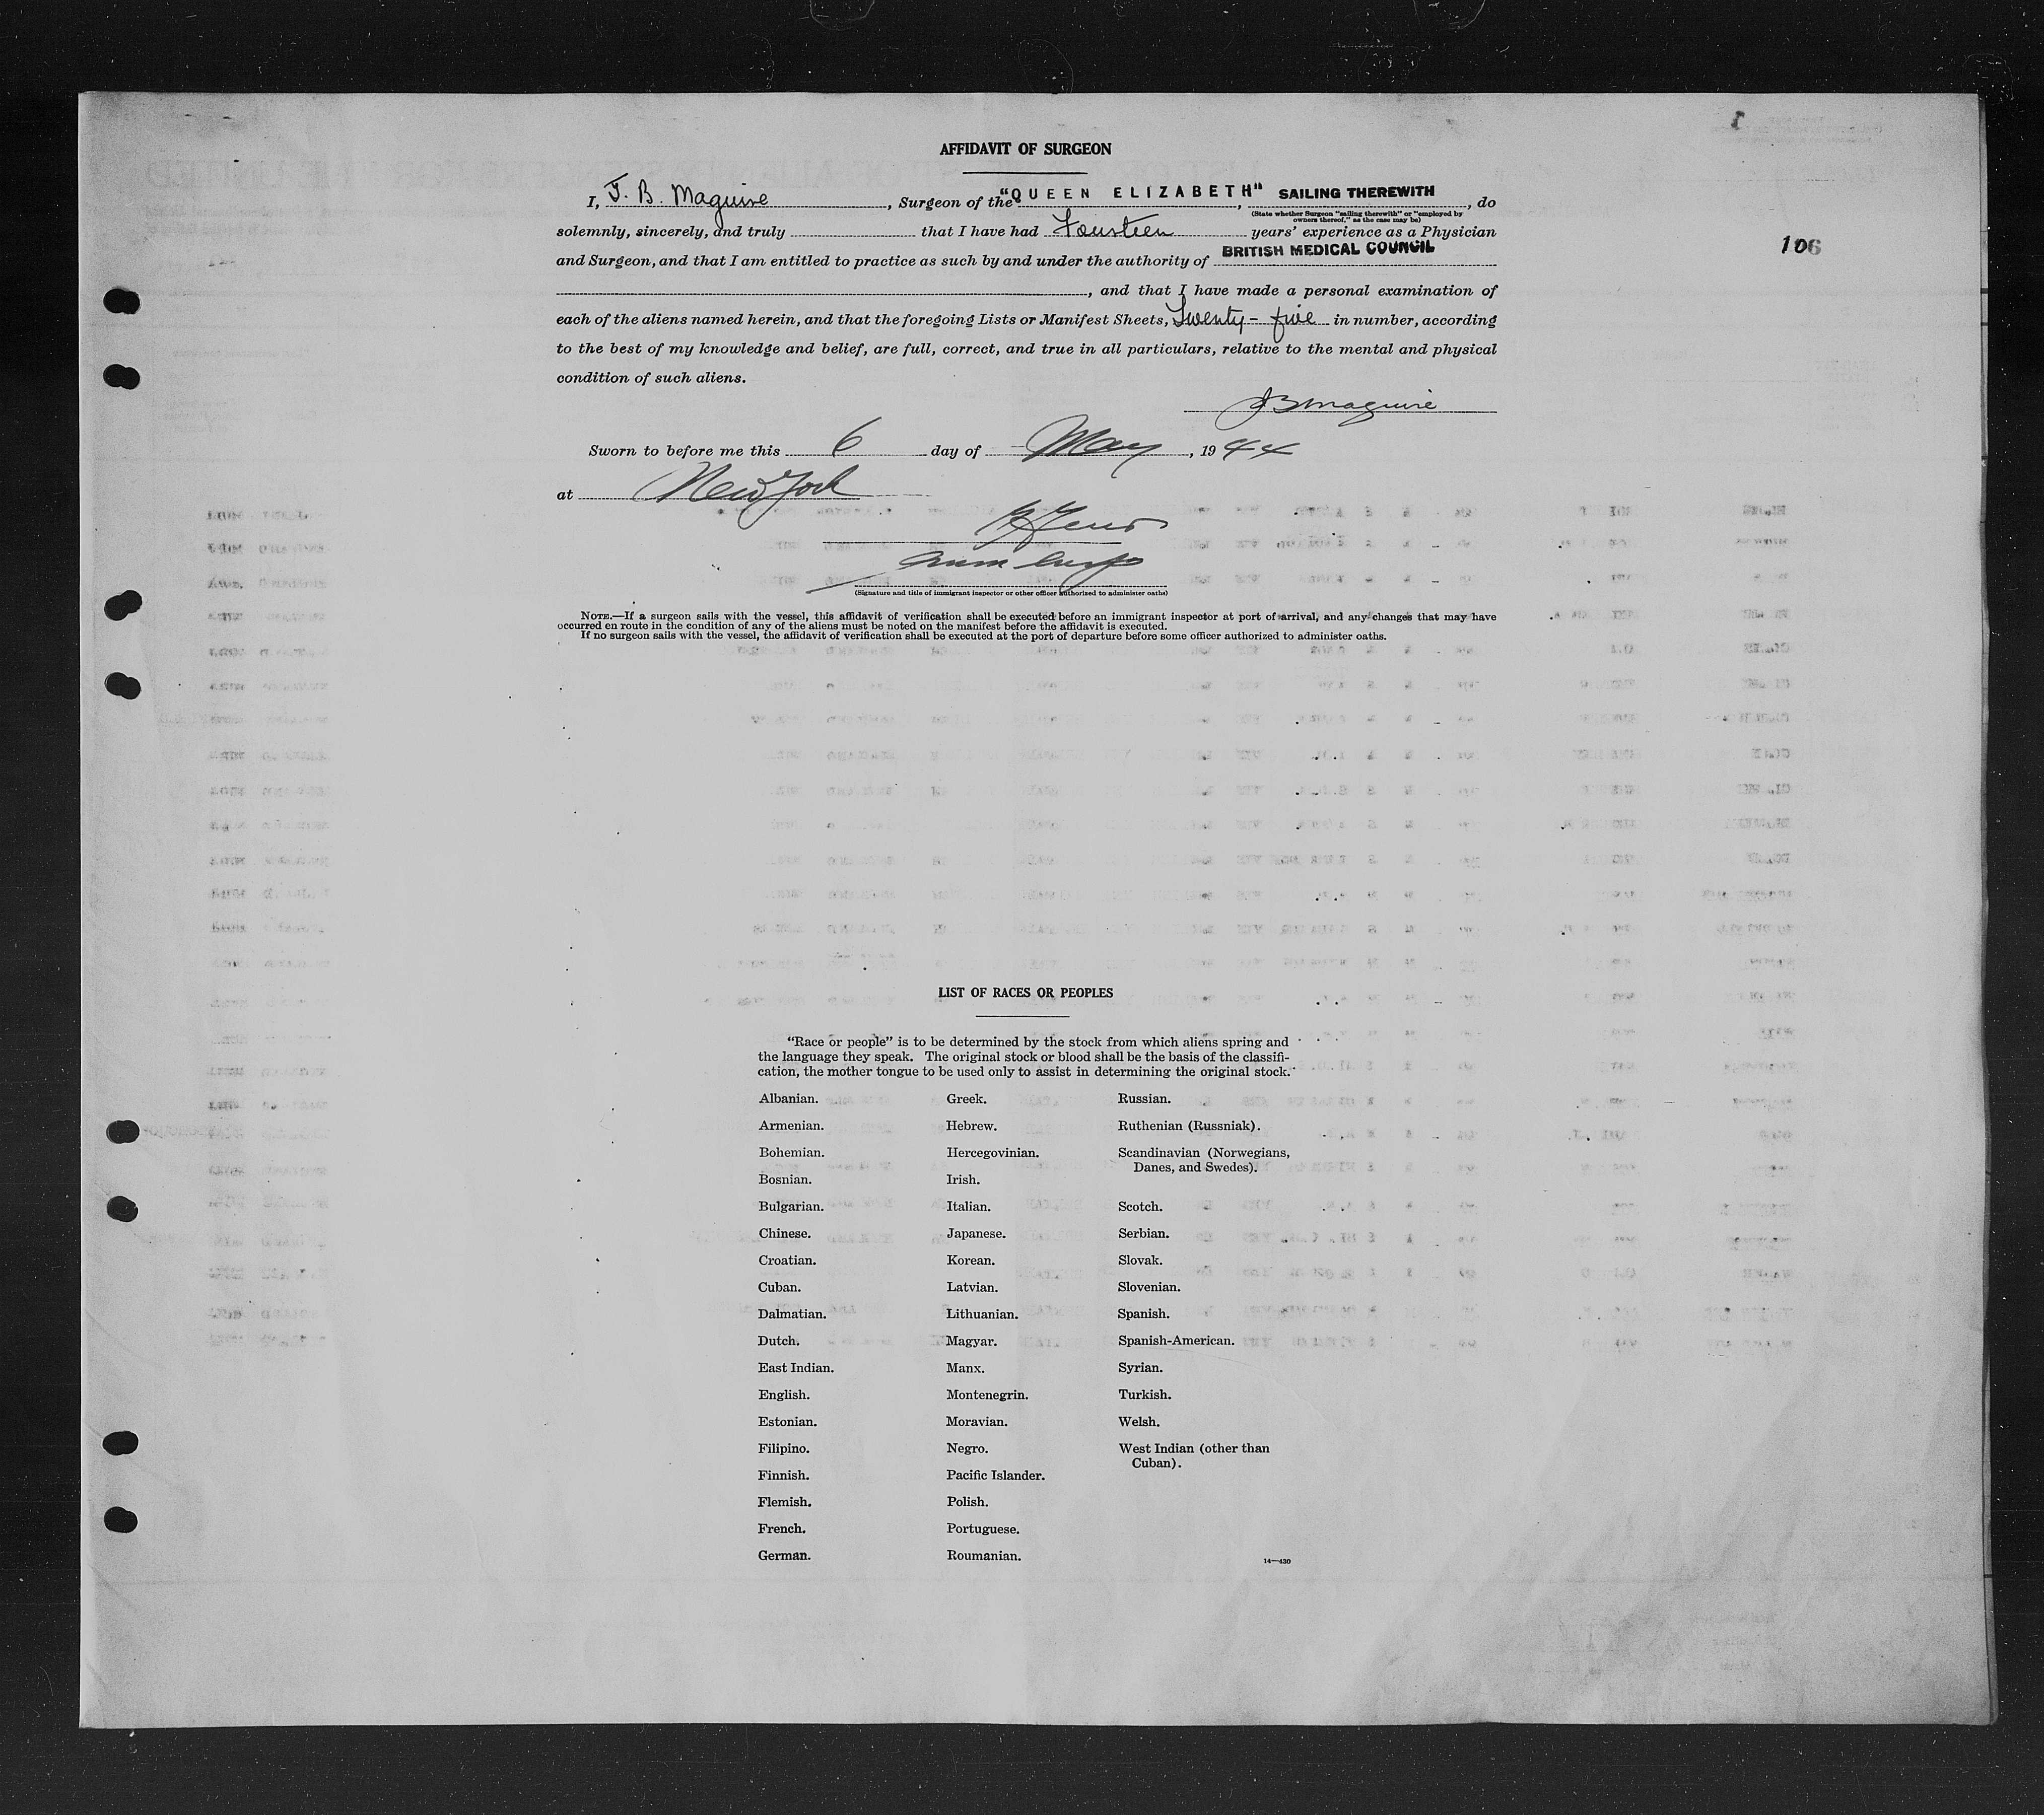 AFFIDAVIT OF SURGEON
I, J. B. Maguire, Surgeon of the "QUEEN ELIZABETH", SAILING THEREWITH, do
(State whether Surgeon "sailing therewith" or "employed by
owners thereof," as the case may be)
solemnly, sincerely, and truly that I have had Fourteen years' experience as a Physician
106
and Surgeon, and that I am entitled to practice as such by and under the authority of BRITISH MEDICAL COUNCIL
, and that I have made a personal examination of
each of the aliens named herein, and that the foregoing Lists or Manifest Sheets, Twenty-five in number, according
to the best of my knowledge and belief, are full, correct, and true in all particulars, relative to the mental and physical
condition of such aliens.
JB Maguire
Sworn to before me this 6 day of May, 1944
at New York
(Signature and title of immigrant inspector or other officer authorized to administer oaths)
NOTE.—If a surgeon sails with the vessel, this affidavit of verification shall be executed before an immigrant inspector at port of arrival, and any changes that may have
occurred on route in the condition of any of the aliens must be noted on the manifest before the affidavit is executed.
If no surgeon sails with the vessel, the affidavit of verification shall be executed at the port of departure before some officer authorized to administer oaths.
LIST OF RACES OR PEOPLES
"Race or people" is to be determined by the stock from which aliens spring and
the language they speak. The original stock or blood shall be the basis of the classifi-
cation, the mother tongue to be used only to assist in determining the original stock.
Albanian.
Armenian.
Bohemian.
Bosnian.
Bulgarian.
Chinese.
Croatian.
Cuban.
Dalmatian.
Dutch.
East Indian.
English.
Estonian.
Filipino.
Finnish.
Flemish.
French.
German.
Greek.
Hebrew.
Hercegovinian.
Irish.
Italian.
Japanese.
Korean.
Latvian.
Lithuanian.
Magyar.
Manx.
Montenegrin.
Moravian.
Negro.
Pacific Islander.
Polish.
Portuguese.
Roumanian.
Russian.
Ruthenian (Russniak).
Scandinavian (Norwegians,
Danes, and Swedes).
Scotch.
Serbian.
Slovak.
Slovenian.
Spanish.
Spanish-American.
Syrian.
Turkish.
Welsh.
West Indian (other than
Cuban).
14—430